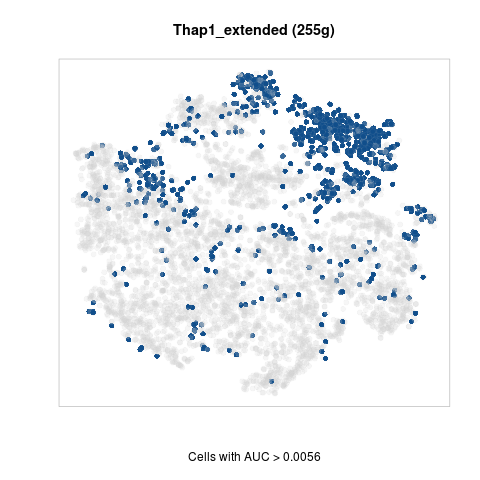 Thap1_extended (255g)
Cells with AUC > 0.0056